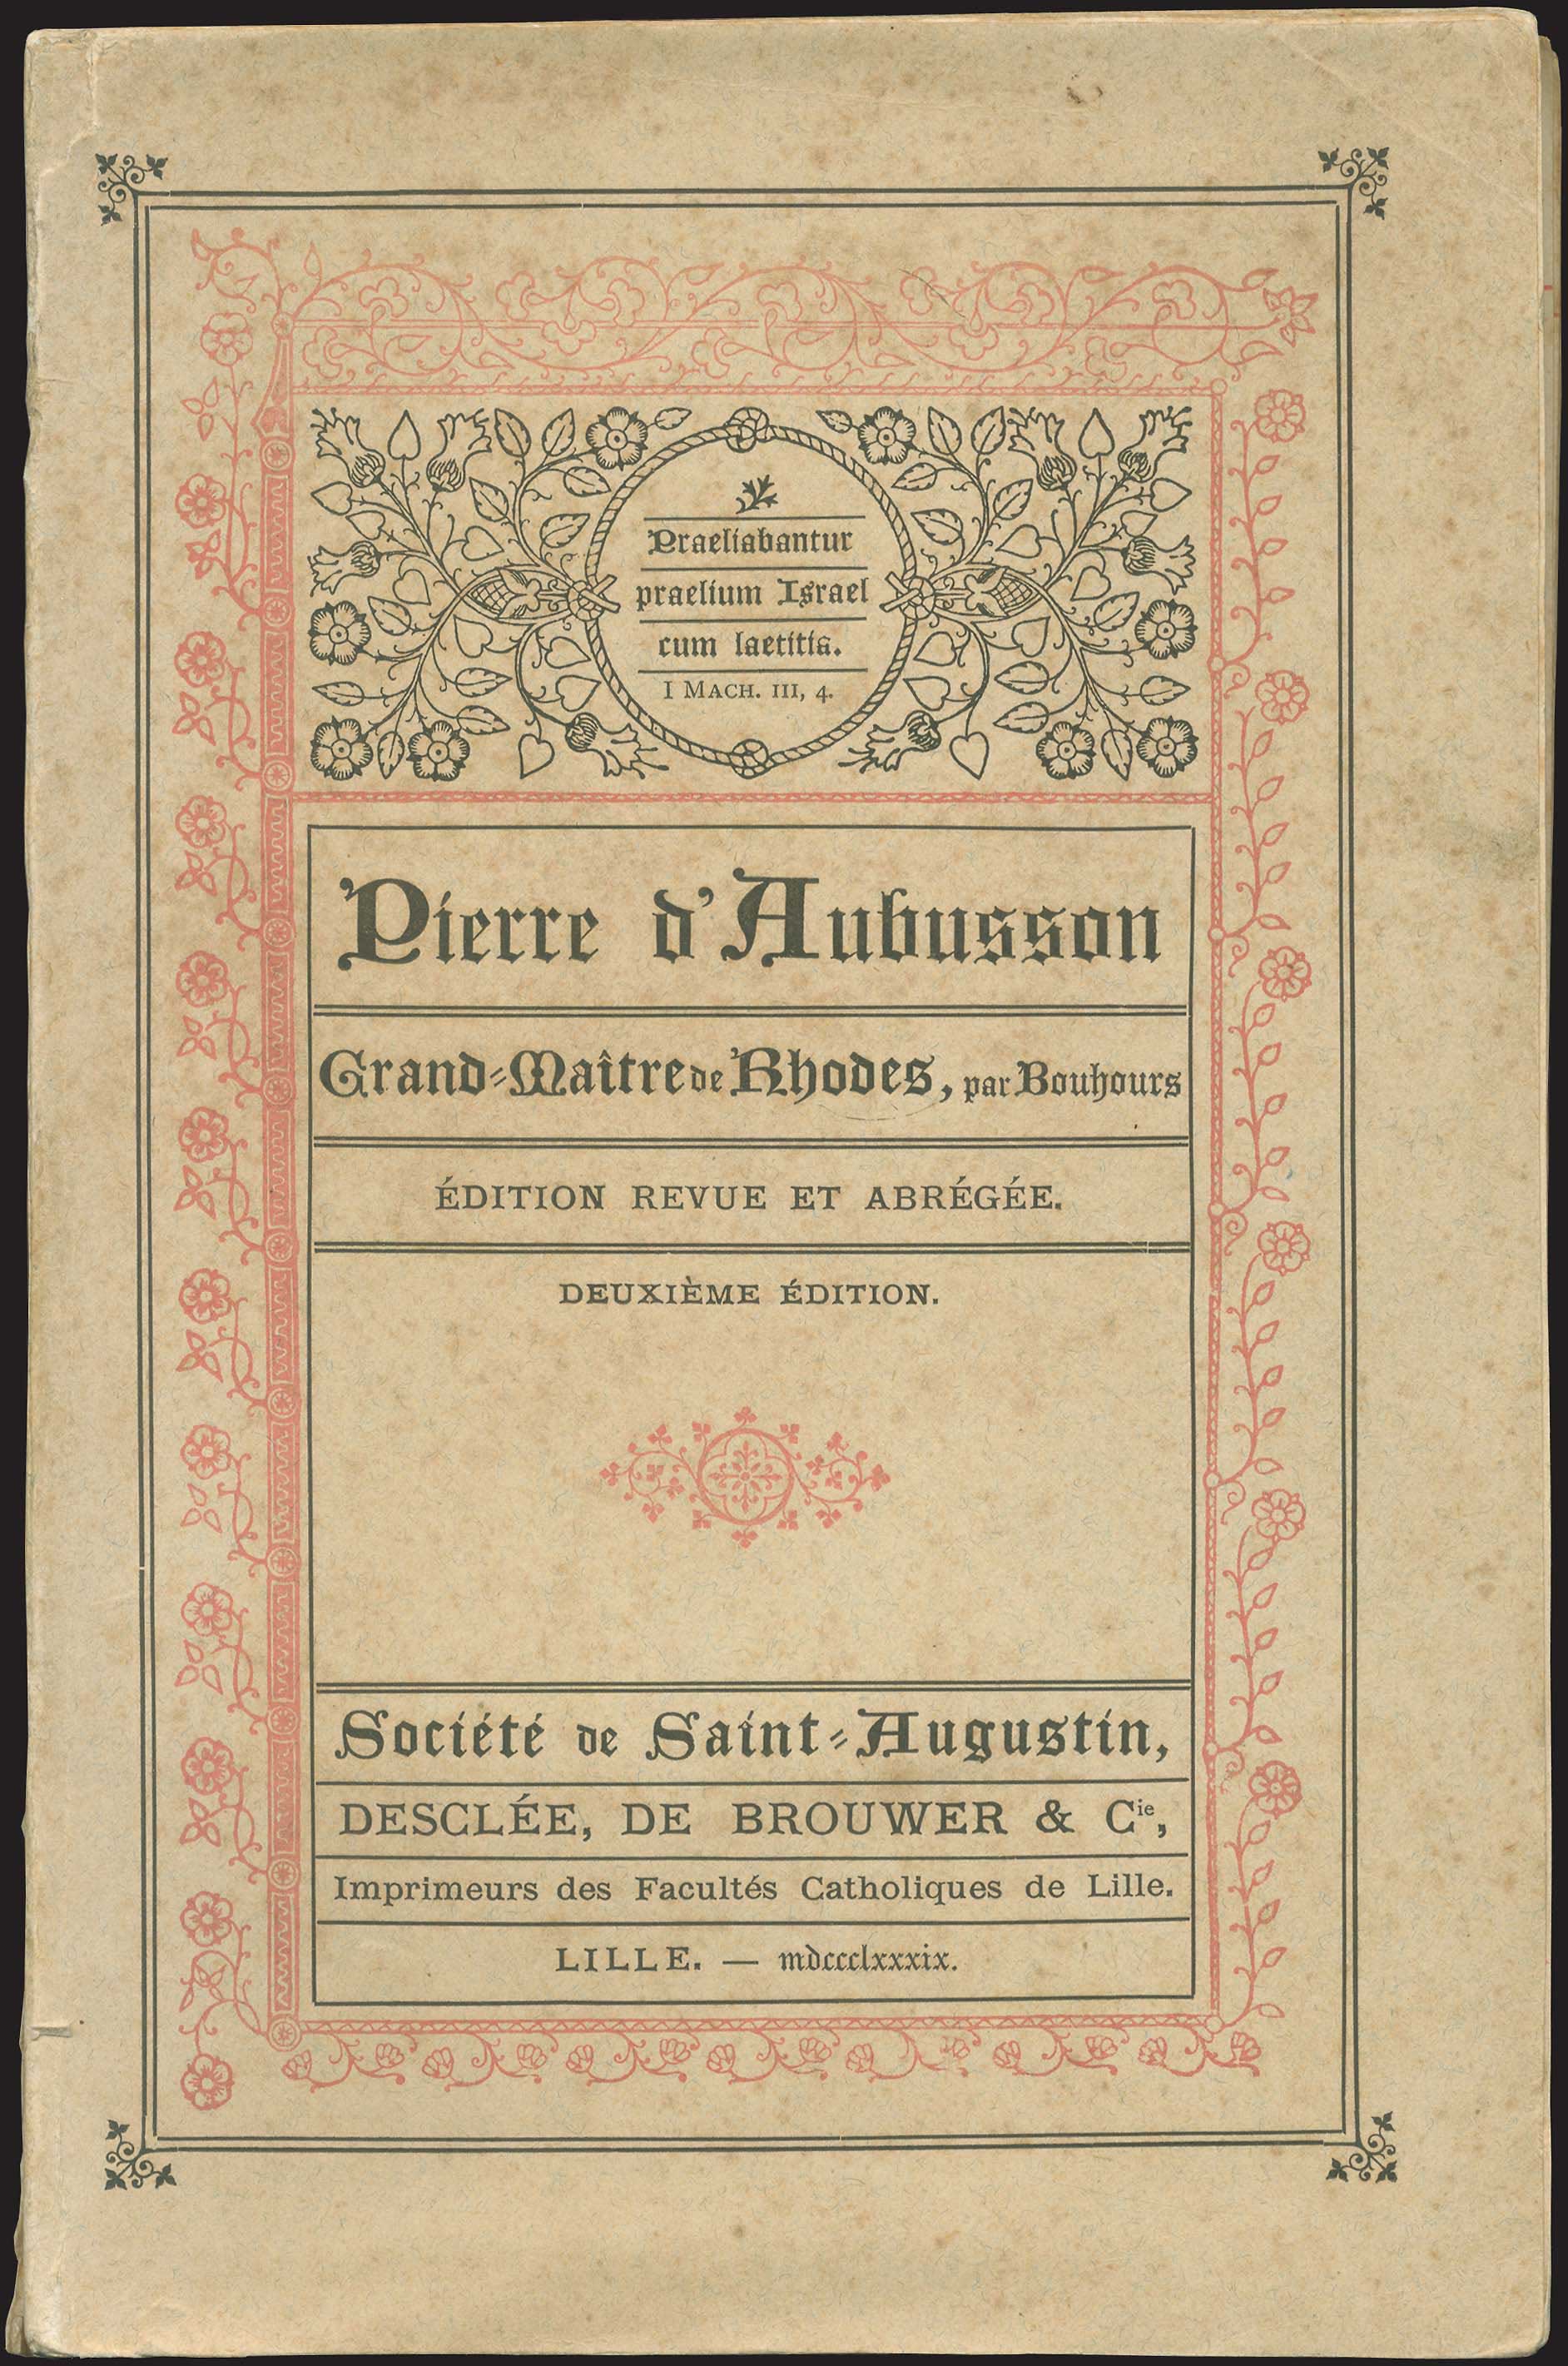 Praeliabantur
praelium Israel
cum laetitia.
I MACH. III, 4.
Pierre d'Aubusson
Grand-Maître de Rhodes, par Bouhours
ÉDITION REVUE ET ABRÉGÉE.
DEUXIÈME ÉDITION.
Société de Saint-Augustin,
DESCLÉE, DE BROUWER & Cie,
Imprimeurs des Facultés Catholiques de Lille.
LILLE. — mdccclxxxix.